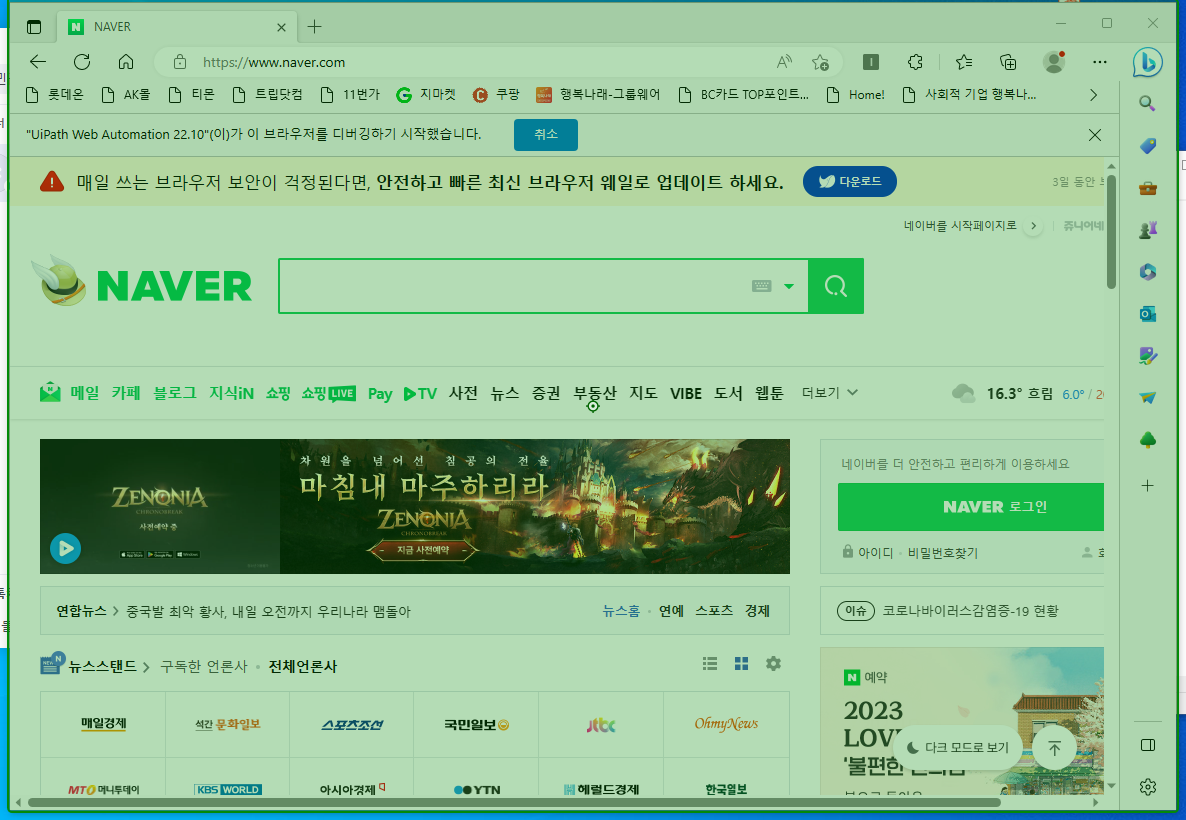 NAVER
https://www.naver.com
롯데온 AK몰 티몬 트립닷컴 11번가 지마켓 쿠팡 행복나래-그룹웨어 BC카드 TOP포인트... Home! 사회적 기업 행복나...
"UiPath Web Automation 22.10"(이)가 이 브라우저를 디버깅하기 시작했습니다. 취소
매일 쓰는 브라우저 보안이 걱정된다면, 안전하고 빠른 최신 브라우저 웨일로 업데이트 하세요. 다운로드 3일 동안
네이버를 시작페이지로 쥬니어네
NAVER
메일 카페 블로그 지식iN 쇼핑 쇼핑LIVE Pay TV 사전 뉴스 증권 부동산 지도 VIBE 도서 웹툰 더보기 16.3° 흐림 6.0° /
차원을 넘어선 침공의 전율
마침내 마주하리라
ZENONIA
CHRONOBREAK
사전예약 중
App Store Google Play Windows
ZENONIA
CHRONOBREAK
지금 사전예약
네이버를 더 안전하고 편리하게 이용하세요
NAVER 로그인
아이디 · 비밀번호찾기
연합뉴스 > 중국발 최악 황사, 내일 오전까지 우리나라 맴돌아 뉴스홈 · 연예 스포츠 경제
이슈 코로나바이러스감염증-19 현황
NEW N 뉴스스탠드 > 구독한 언론사 · 전체언론사
매일경제 석간 문화일보 스포츠조선 국민일보 jtbc OhmyNews
MTO 머니투데이 KBS WORLD 아시아경제 YTN 헤럴드경제 한국일보
N 예약
2023
LOV
'불편한
다크 모드로 보기